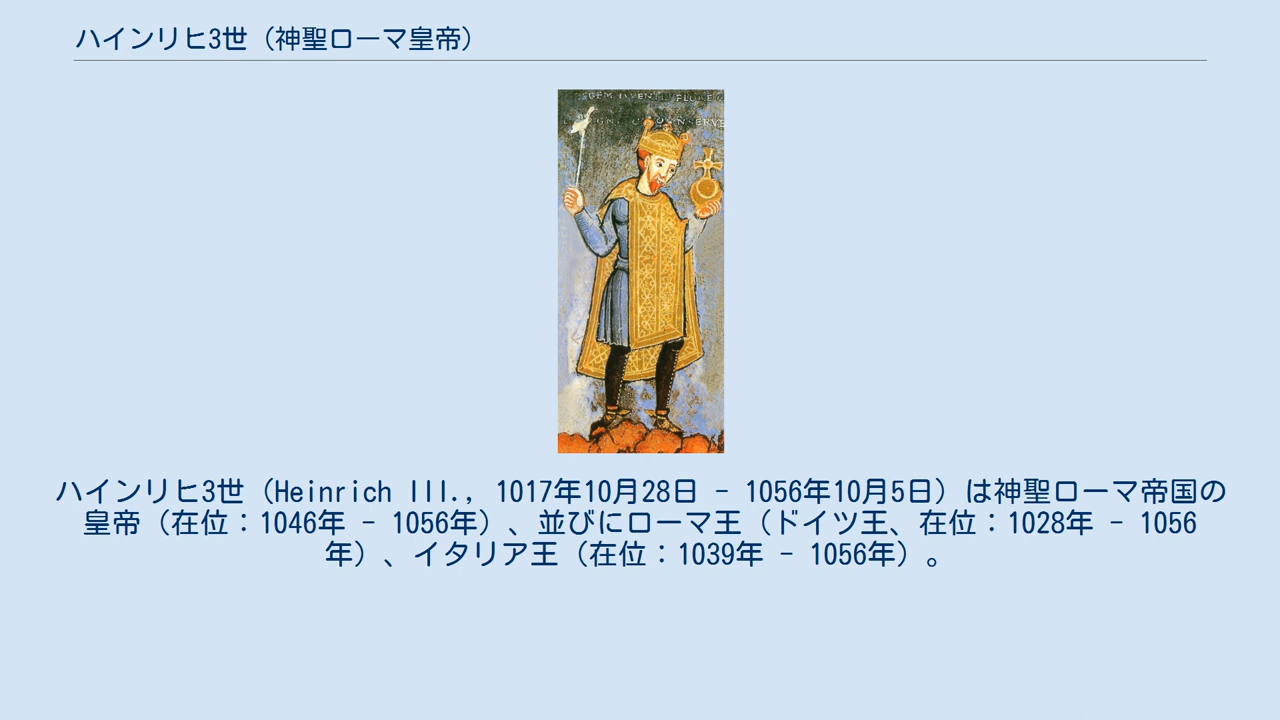 ハインリヒ3世（神聖ローマ皇帝）
ハインリヒ3世（Heinrich III., 1017年10月28日 - 1056年10月5日）は神聖ローマ帝国の
皇帝（在位：1046年 - 1056年）、並びにローマ王（ドイツ王、在位：1028年 - 1056
年）、イタリア王（在位：1039年 - 1056年）。